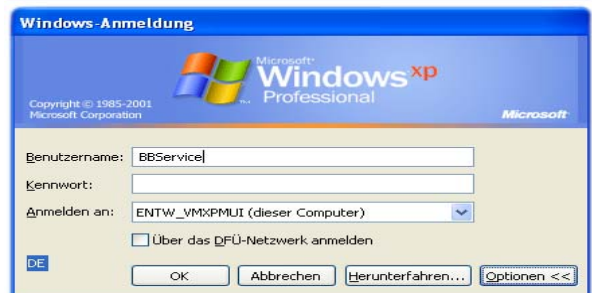 Windows-Anmeldung
Microsoft
Windows xp
Professional
Copyright © 1985-2001
Microsoft Corporation
Microsoft
Benutzername: BBService
Kennwort:
Anmelden an: ENTW_VMXPMUI (dieser Computer)
Über das DFÜ-Netzwerk anmelden
DE
OK Abbrechen Herunterfahren... Optionen <<